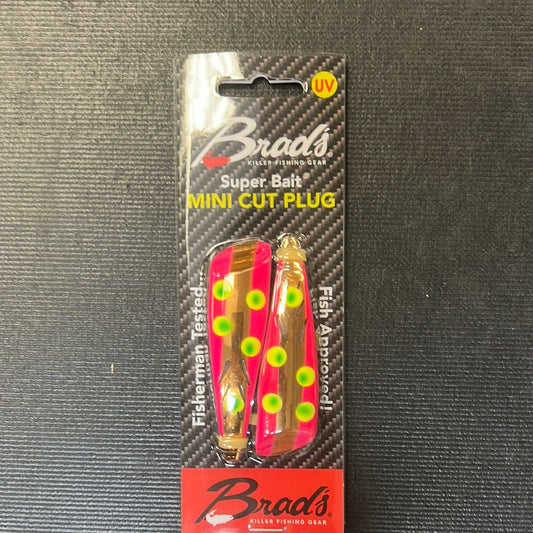 UV
Brad's
KILLER FISHING GEAR
Super Bait®
MINI CUT PLUG
Fisherman Tested...
Fish Approved!
Brad's
KILLER FISHING GEAR